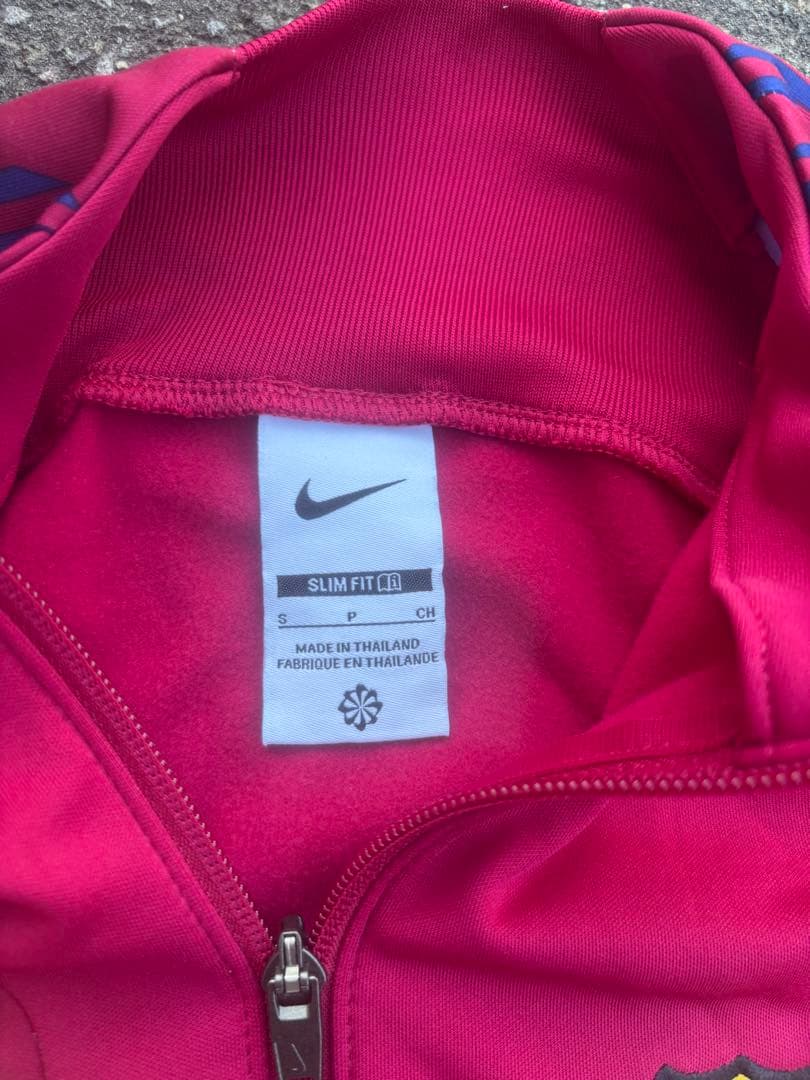 SLIM FIT
S P CH
MADE IN THAILAND
FABRIQUE EN THAILANDE